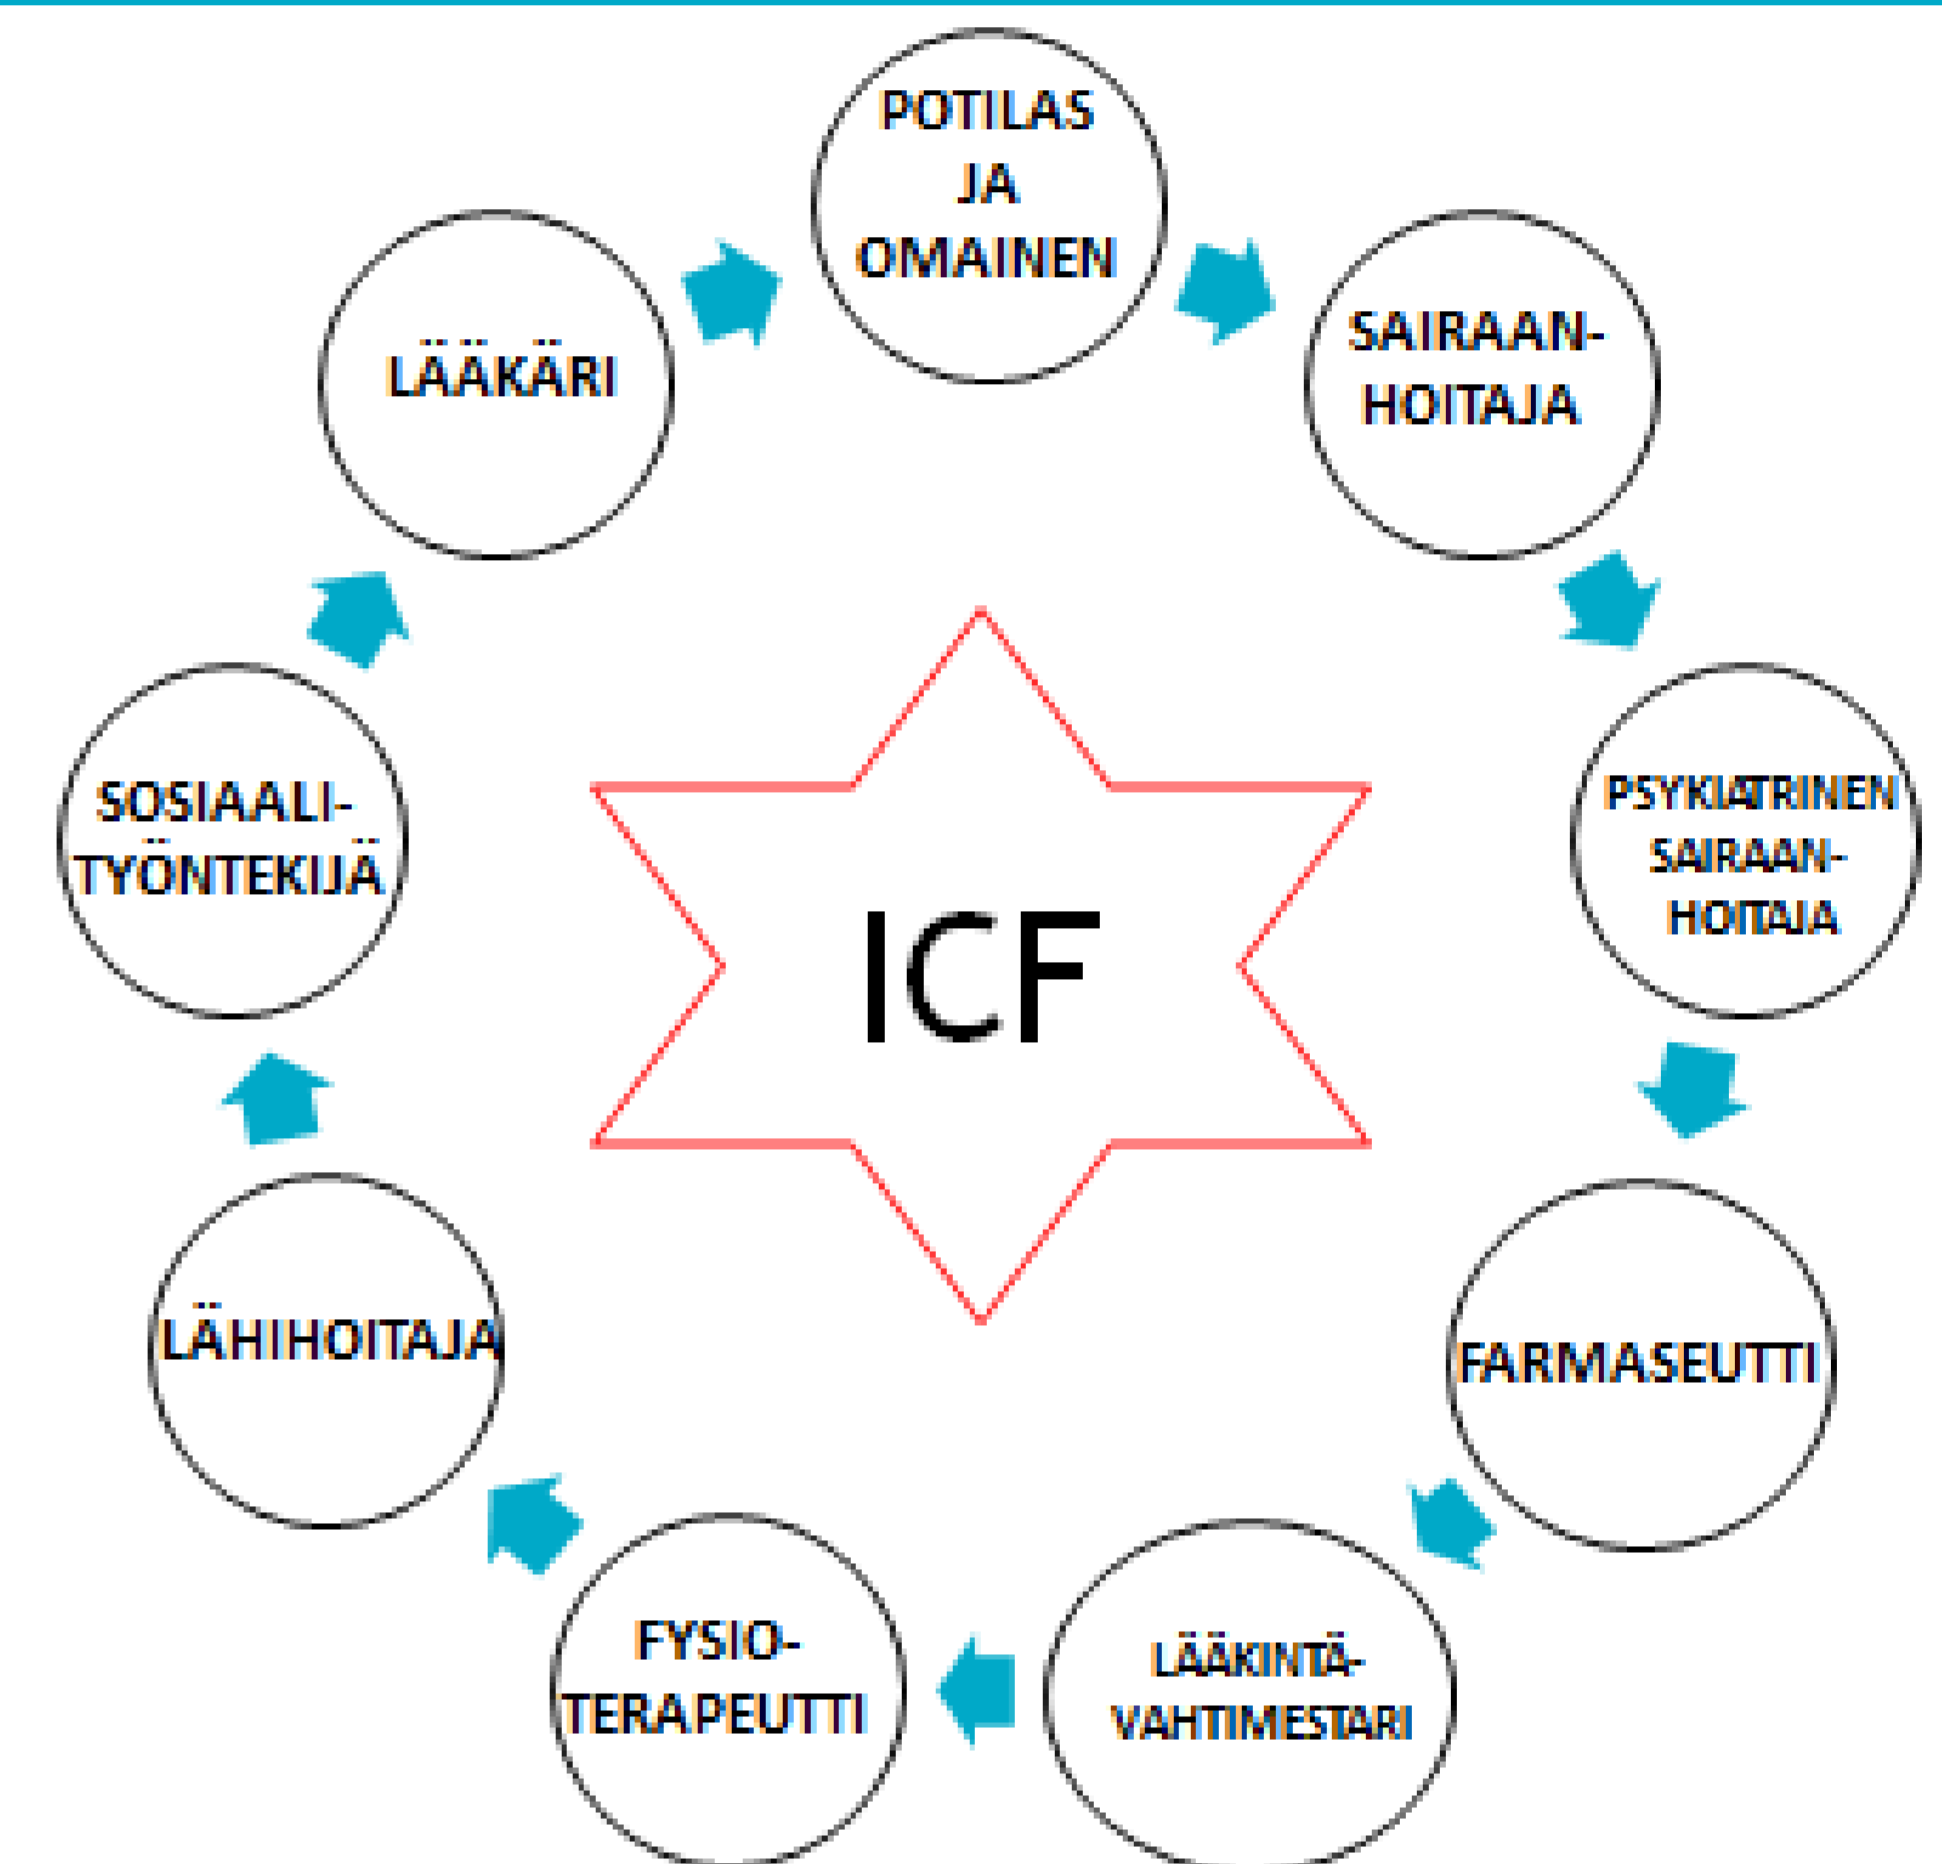 POTILAS
JA
OMAINEN
SAIRAAN-
HOITAJA
PSYKIATRINEN
SAIRAAN-
HOITAJA
FARMASEUTTI
LÄÄKINTÄ-
VAHTIMESTARI
FYSIO-
TERAPEUTTI
LÄHIHOITAJA
SOSIAALI-
TYÖNTEKIJÄ
LÄÄKÄRI
ICF